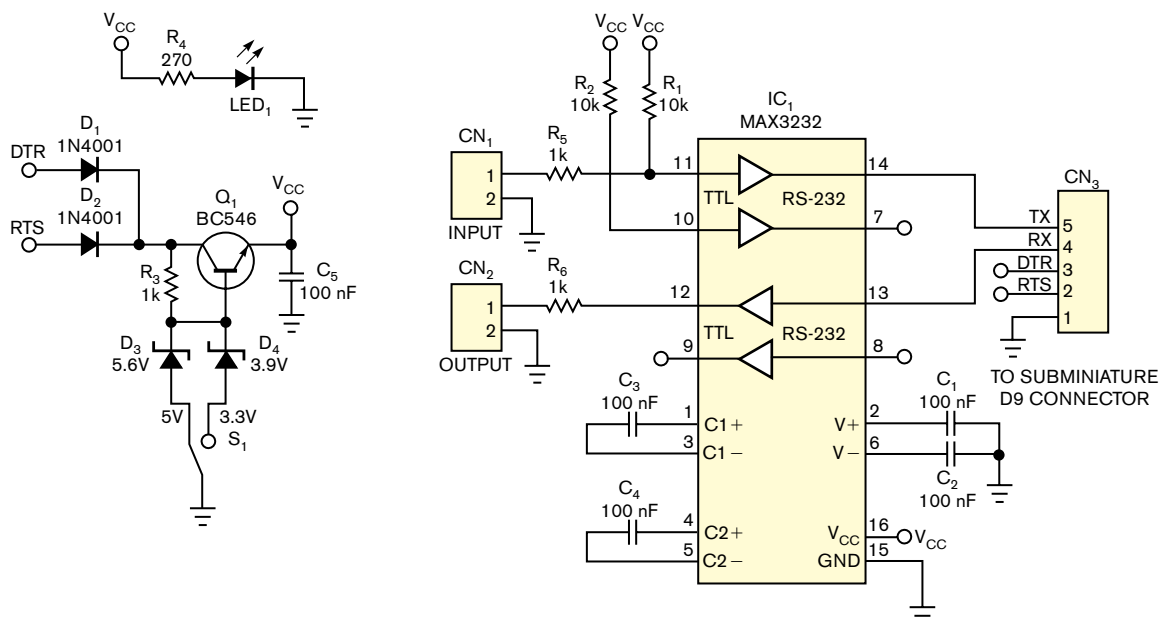 VCC
R4
270
LED1
D1
1N4001
DTR
D2
1N4001
RTS
Q1
BC546
VCC
R3
1k
C5
100 nF
D3
5.6V
D4
3.9V
5V
3.3V
S1
VCC VCC
R2
10k
R1
10k
IC1
MAX3232
CN1
1
2
INPUT
R5
1k
11
14
TTL
RS-232
10
7
CN2
1
2
OUTPUT
R6
1k
12
13
TTL
RS-232
9
8
CN3
TX
5
RX
4
DTR
3
RTS
2
1
TO SUBMINIATURE
D9 CONNECTOR
C3
100 nF
1
C1+
3
C1−
C4
100 nF
4
C2+
5
C2−
V+
2
C1
100 nF
V−
6
C2
100 nF
VCC
16
VCC
GND
15